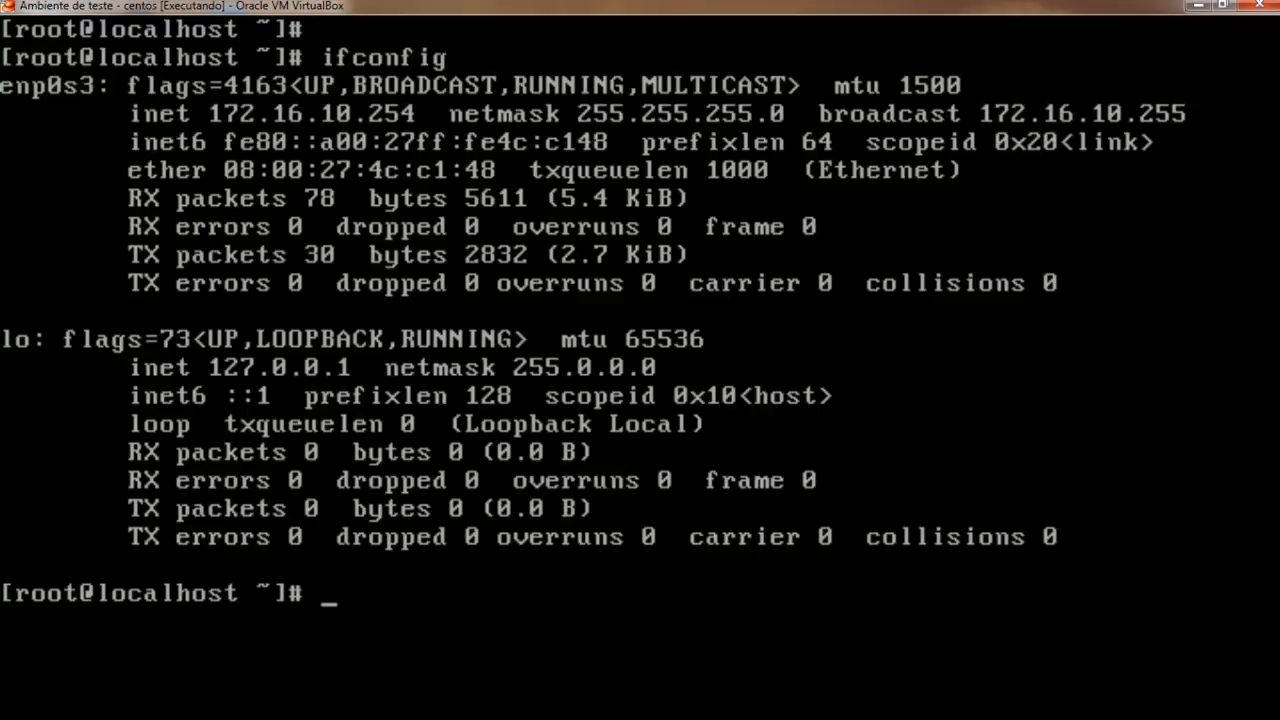 Ambiente de teste - centos [Executando] - Oracle VM VirtualBox
[root@localhost ~]#
[root@localhost ~]# ifconfig
enp0s3: flags=4163<UP,BROADCAST,RUNNING,MULTICAST>  mtu 1500
        inet 172.16.10.254  netmask 255.255.255.0  broadcast 172.16.10.255
        inet6 fe80::a00:27ff:fe4c:c148  prefixlen 64  scopeid 0x20<link>
        ether 08:00:27:4c:c1:48  txqueuelen 1000  (Ethernet)
        RX packets 78  bytes 5611 (5.4 KiB)
        RX errors 0  dropped 0  overruns 0  frame 0
        TX packets 30  bytes 2832 (2.7 KiB)
        TX errors 0  dropped 0 overruns 0  carrier 0  collisions 0

lo: flags=73<UP,LOOPBACK,RUNNING>  mtu 65536
        inet 127.0.0.1  netmask 255.0.0.0
        inet6 ::1  prefixlen 128  scopeid 0x10<host>
        loop  txqueuelen 0  (Loopback Local)
        RX packets 0  bytes 0 (0.0 B)
        RX errors 0  dropped 0  overruns 0  frame 0
        TX packets 0  bytes 0 (0.0 B)
        TX errors 0  dropped 0 overruns 0  carrier 0  collisions 0

[root@localhost ~]# _